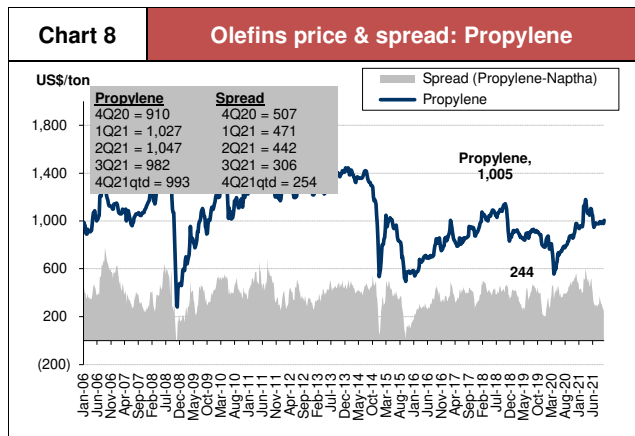 Chart 8 Olefins price & spread: Propylene
US$/ton
Spread (Propylene-Naptha)
Propylene
Propylene Spread
4Q20 = 910 4Q20 = 507
1Q21 = 1,027 1Q21 = 471
2Q21 = 1,047 2Q21 = 442
3Q21 = 982 3Q21 = 306
4Q21qtd = 993 4Q21qtd = 254
1,800
1,400
1,000
600
200
(200)
Propylene,
1,005
244
Jan-06 Jun-06 Nov-06 Apr-07 Sep-07 Feb-08 Jul-08 Dec-08 May-09 Oct-09 Mar-10 Aug-10 Jan-11 Jun-11 Nov-11 Apr-12 Sep-12 Feb-13 Jul-13 Dec-13 May-14 Oct-14 Mar-15 Aug-15 Jan-16 Jun-16 Nov-16 Apr-17 Sep-17 Feb-18 Jul-18 Dec-18 May-19 Oct-19 Mar-20 Aug-20 Jan-21 Jun-21